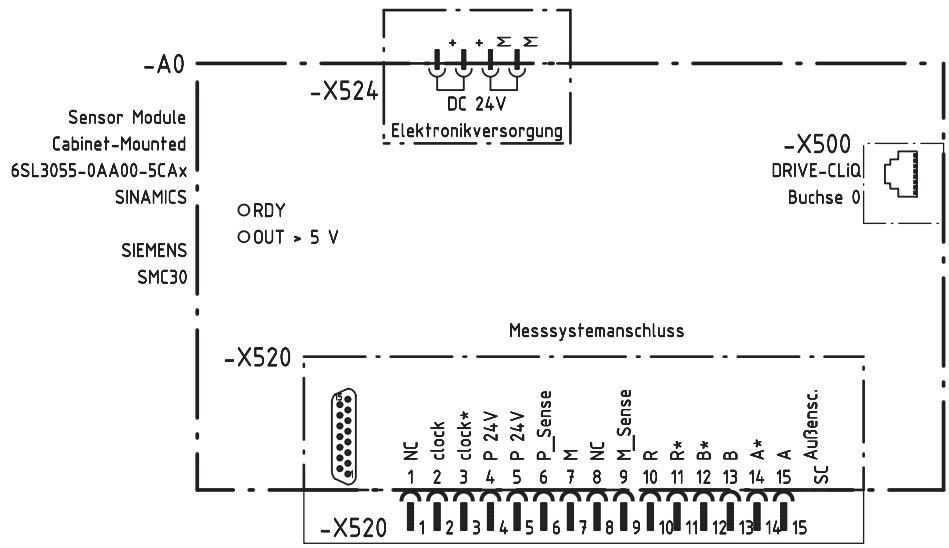 -A0
Sensor Module
Cabinet-Mounted
6SL3055-0AA00-5CAx
SINAMICS
SIEMENS
SMC30
-X524
+ + M M
DC 24V
Elektronikversorgung
RDY
OUT > 5 V
-X500
DRIVE-CLiQ
Buchse 0
Messsystemanschluss
-X520
15
1
NC
clock
clock*
P 24V
P 24V
P_Sense
M
NC
M_Sense
R
R*
B*
B
A*
A
SC Außensc.
1 2 3 4 5 6 7 8 9 10 11 12 13 14 15
-X520
1 2 3 4 5 6 7 8 9 10 11 12 13 14 15